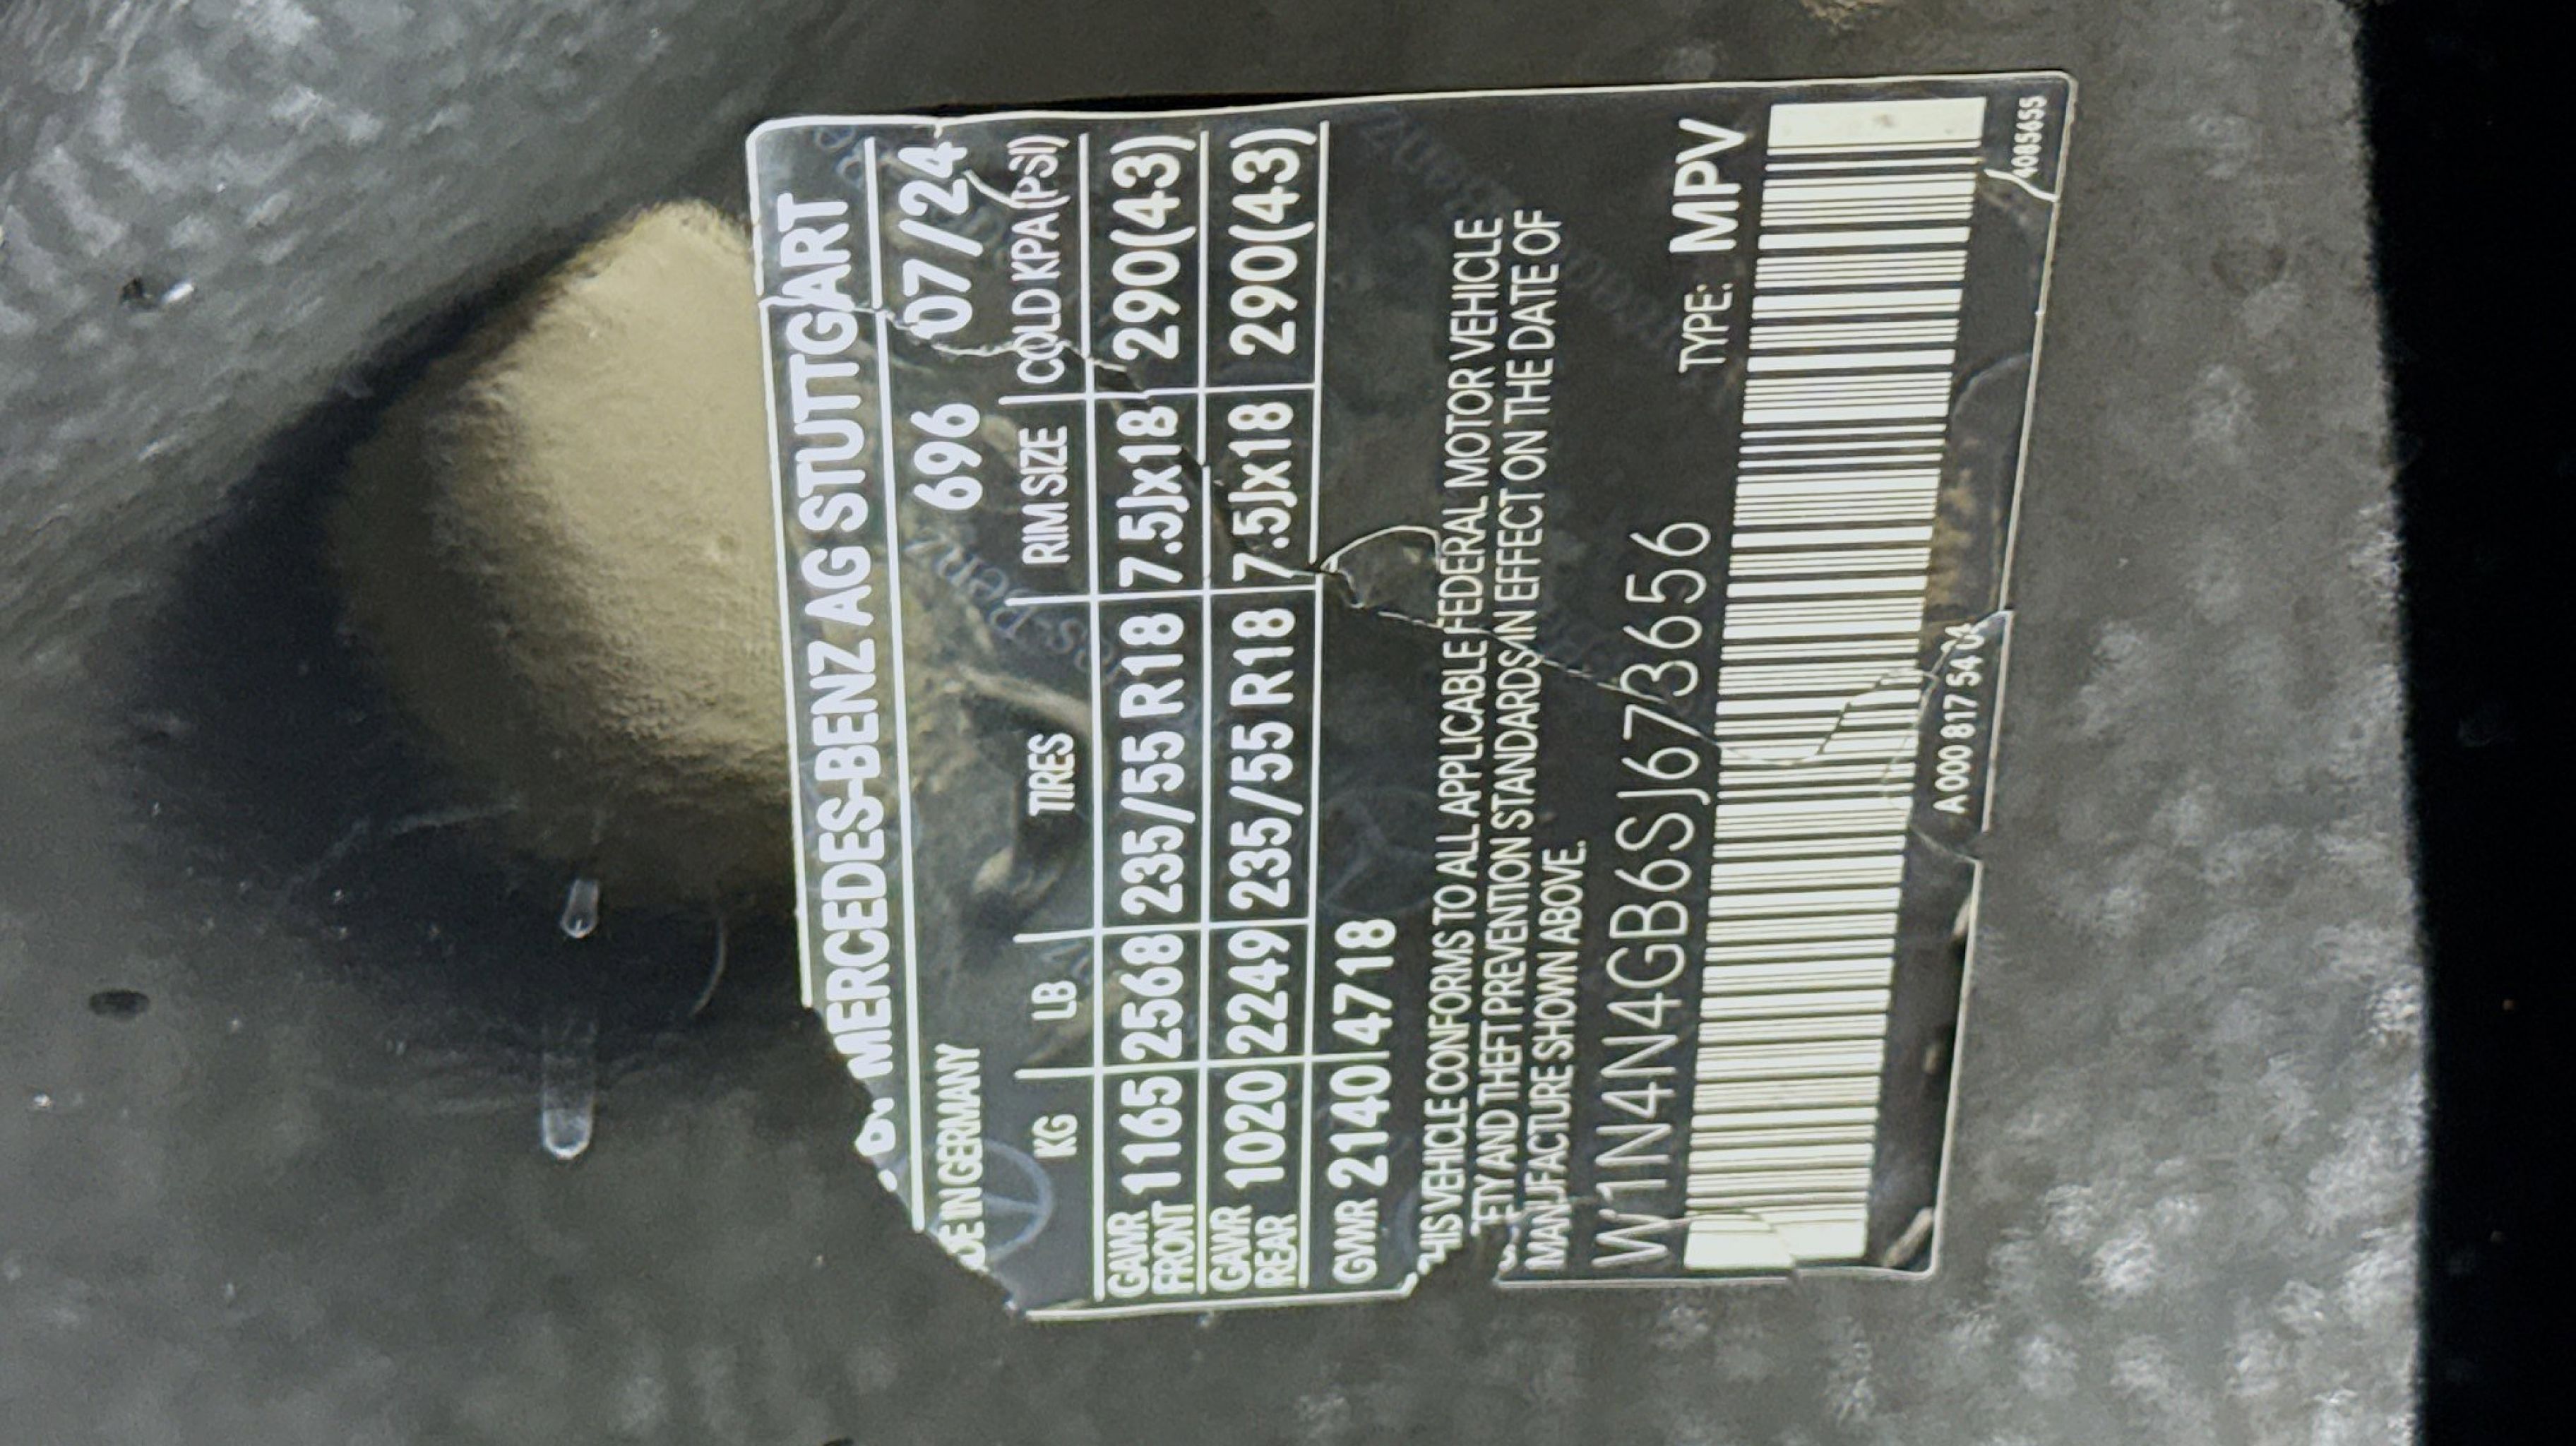 MERCEDES-BENZ AG STUTTGART
DE IN GERMANY 696 07/24
KG LB TIRES RIM SIZE COLD KPA(PSI)
GAWR FRONT 1165 2568 235/55 R18 7.5Jx18 290(43)
GAWR REAR 1020 2249 235/55 R18 7.5Jx18 290(43)
GVWR 2140 4718
HIS VEHICLE CONFORMS TO ALL APPLICABLE FEDERAL MOTOR VEHICLE
ETY AND THEFT PREVENTION STANDARDS IN EFFECT ON THE DATE OF
MANUFACTURE SHOWN ABOVE.
W1N4N4GB6SJ673656 TYPE: MPV
A 000 817 54 04 4085655